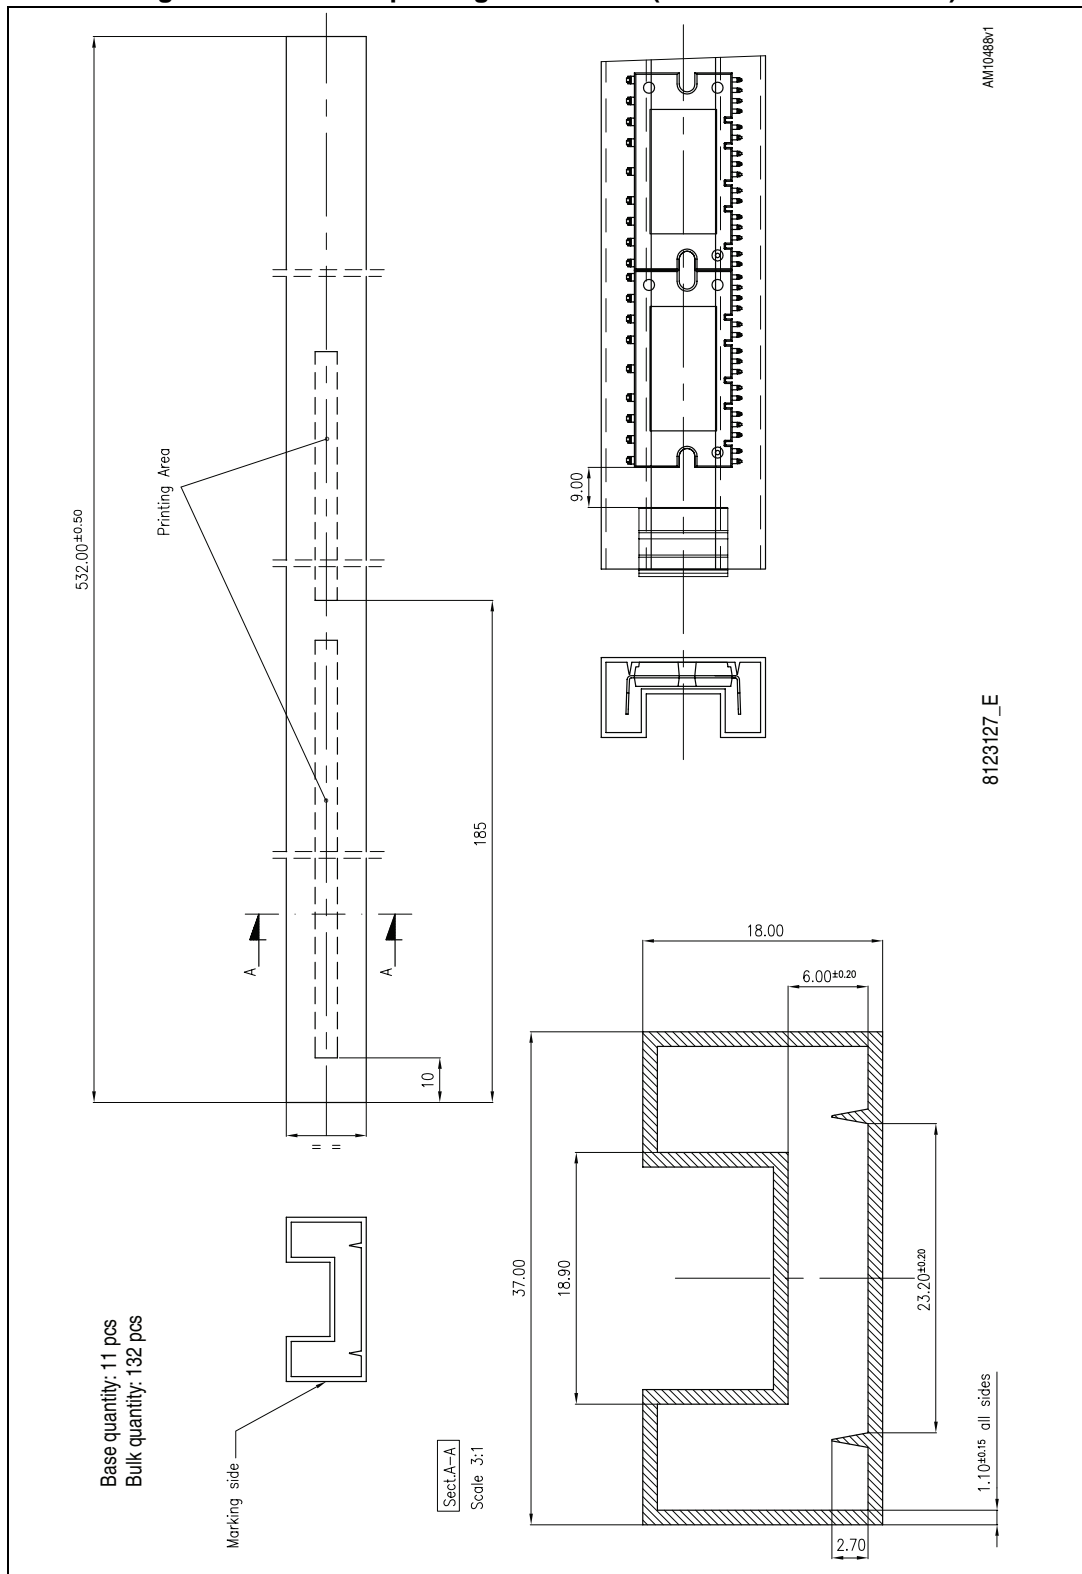 AM10488v1
532.00±0.50
Printing Area
9.00
185
8123127_E
A
A
10
= =
18.00
6.00±0.20
37.00
18.90
23.20±0.20
Base quantity: 11 pcs
Bulk quantity: 132 pcs
Marking side
Sect.A-A
Scale 3:1
1.10±0.15 all sides
2.70